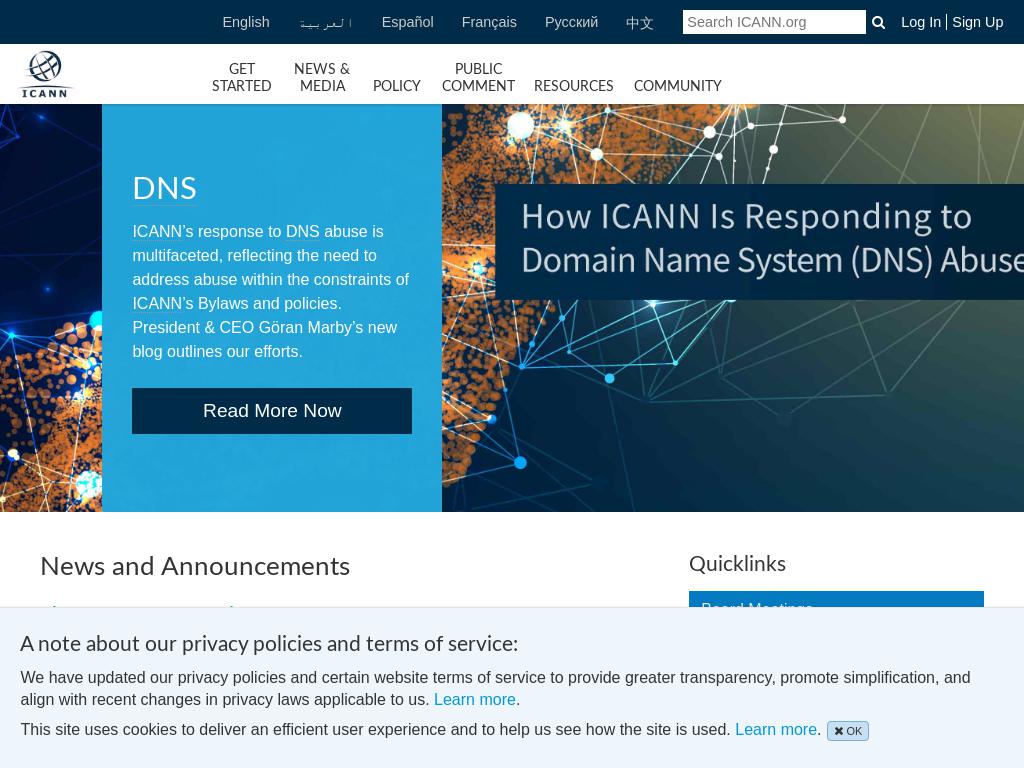 English
العربية
Español
Français
Русский
中文
Search ICANN.org
Log In | Sign Up
ICANN
GET STARTED
NEWS & MEDIA
POLICY
PUBLIC COMMENT
RESOURCES
COMMUNITY
DNS
ICANN's response to DNS abuse is
multifaceted, reflecting the need to
address abuse within the constraints of
ICANN's Bylaws and policies.
President & CEO Göran Marby's new
blog outlines our efforts.
Read More Now
How ICANN Is Responding to
Domain Name System (DNS) Abuse
News and Announcements
Quicklinks
Board Meetings
A note about our privacy policies and terms of service:
We have updated our privacy policies and certain website terms of service to provide greater transparency, promote simplification, and
align with recent changes in privacy laws applicable to us. Learn more.
This site uses cookies to deliver an efficient user experience and to help us see how the site is used. Learn more. ✖ OK